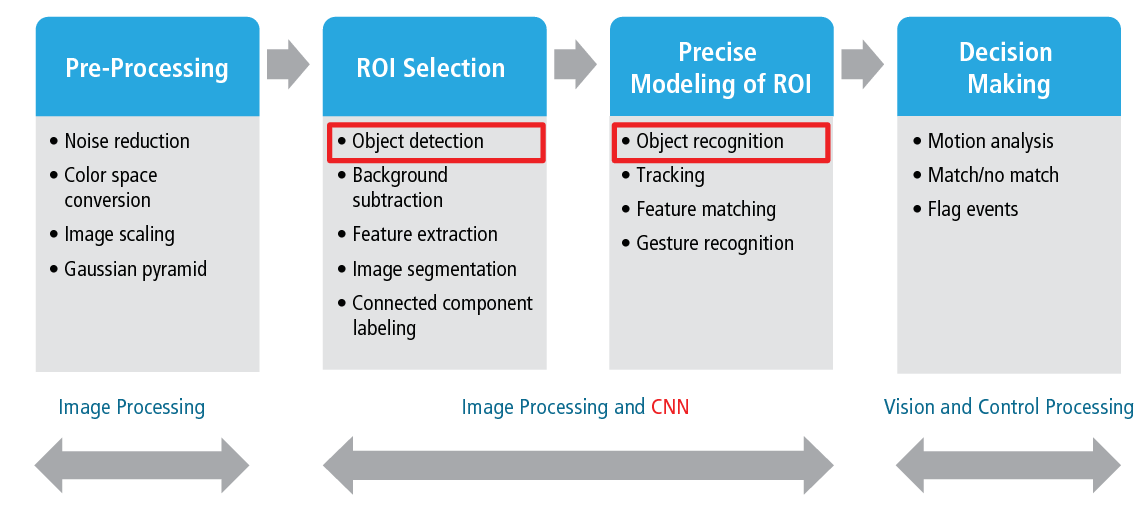 Pre-Processing
• Noise reduction
• Color space
conversion
• Image scaling
• Gaussian pyramid
ROI Selection
• Object detection
• Background
subtraction
• Feature extraction
• Image segmentation
• Connected component
labeling
Precise
Modeling of ROI
• Object recognition
• Tracking
• Feature matching
• Gesture recognition
Decision
Making
• Motion analysis
• Match/no match
• Flag events
Image Processing
Image Processing and CNN
Vision and Control Processing